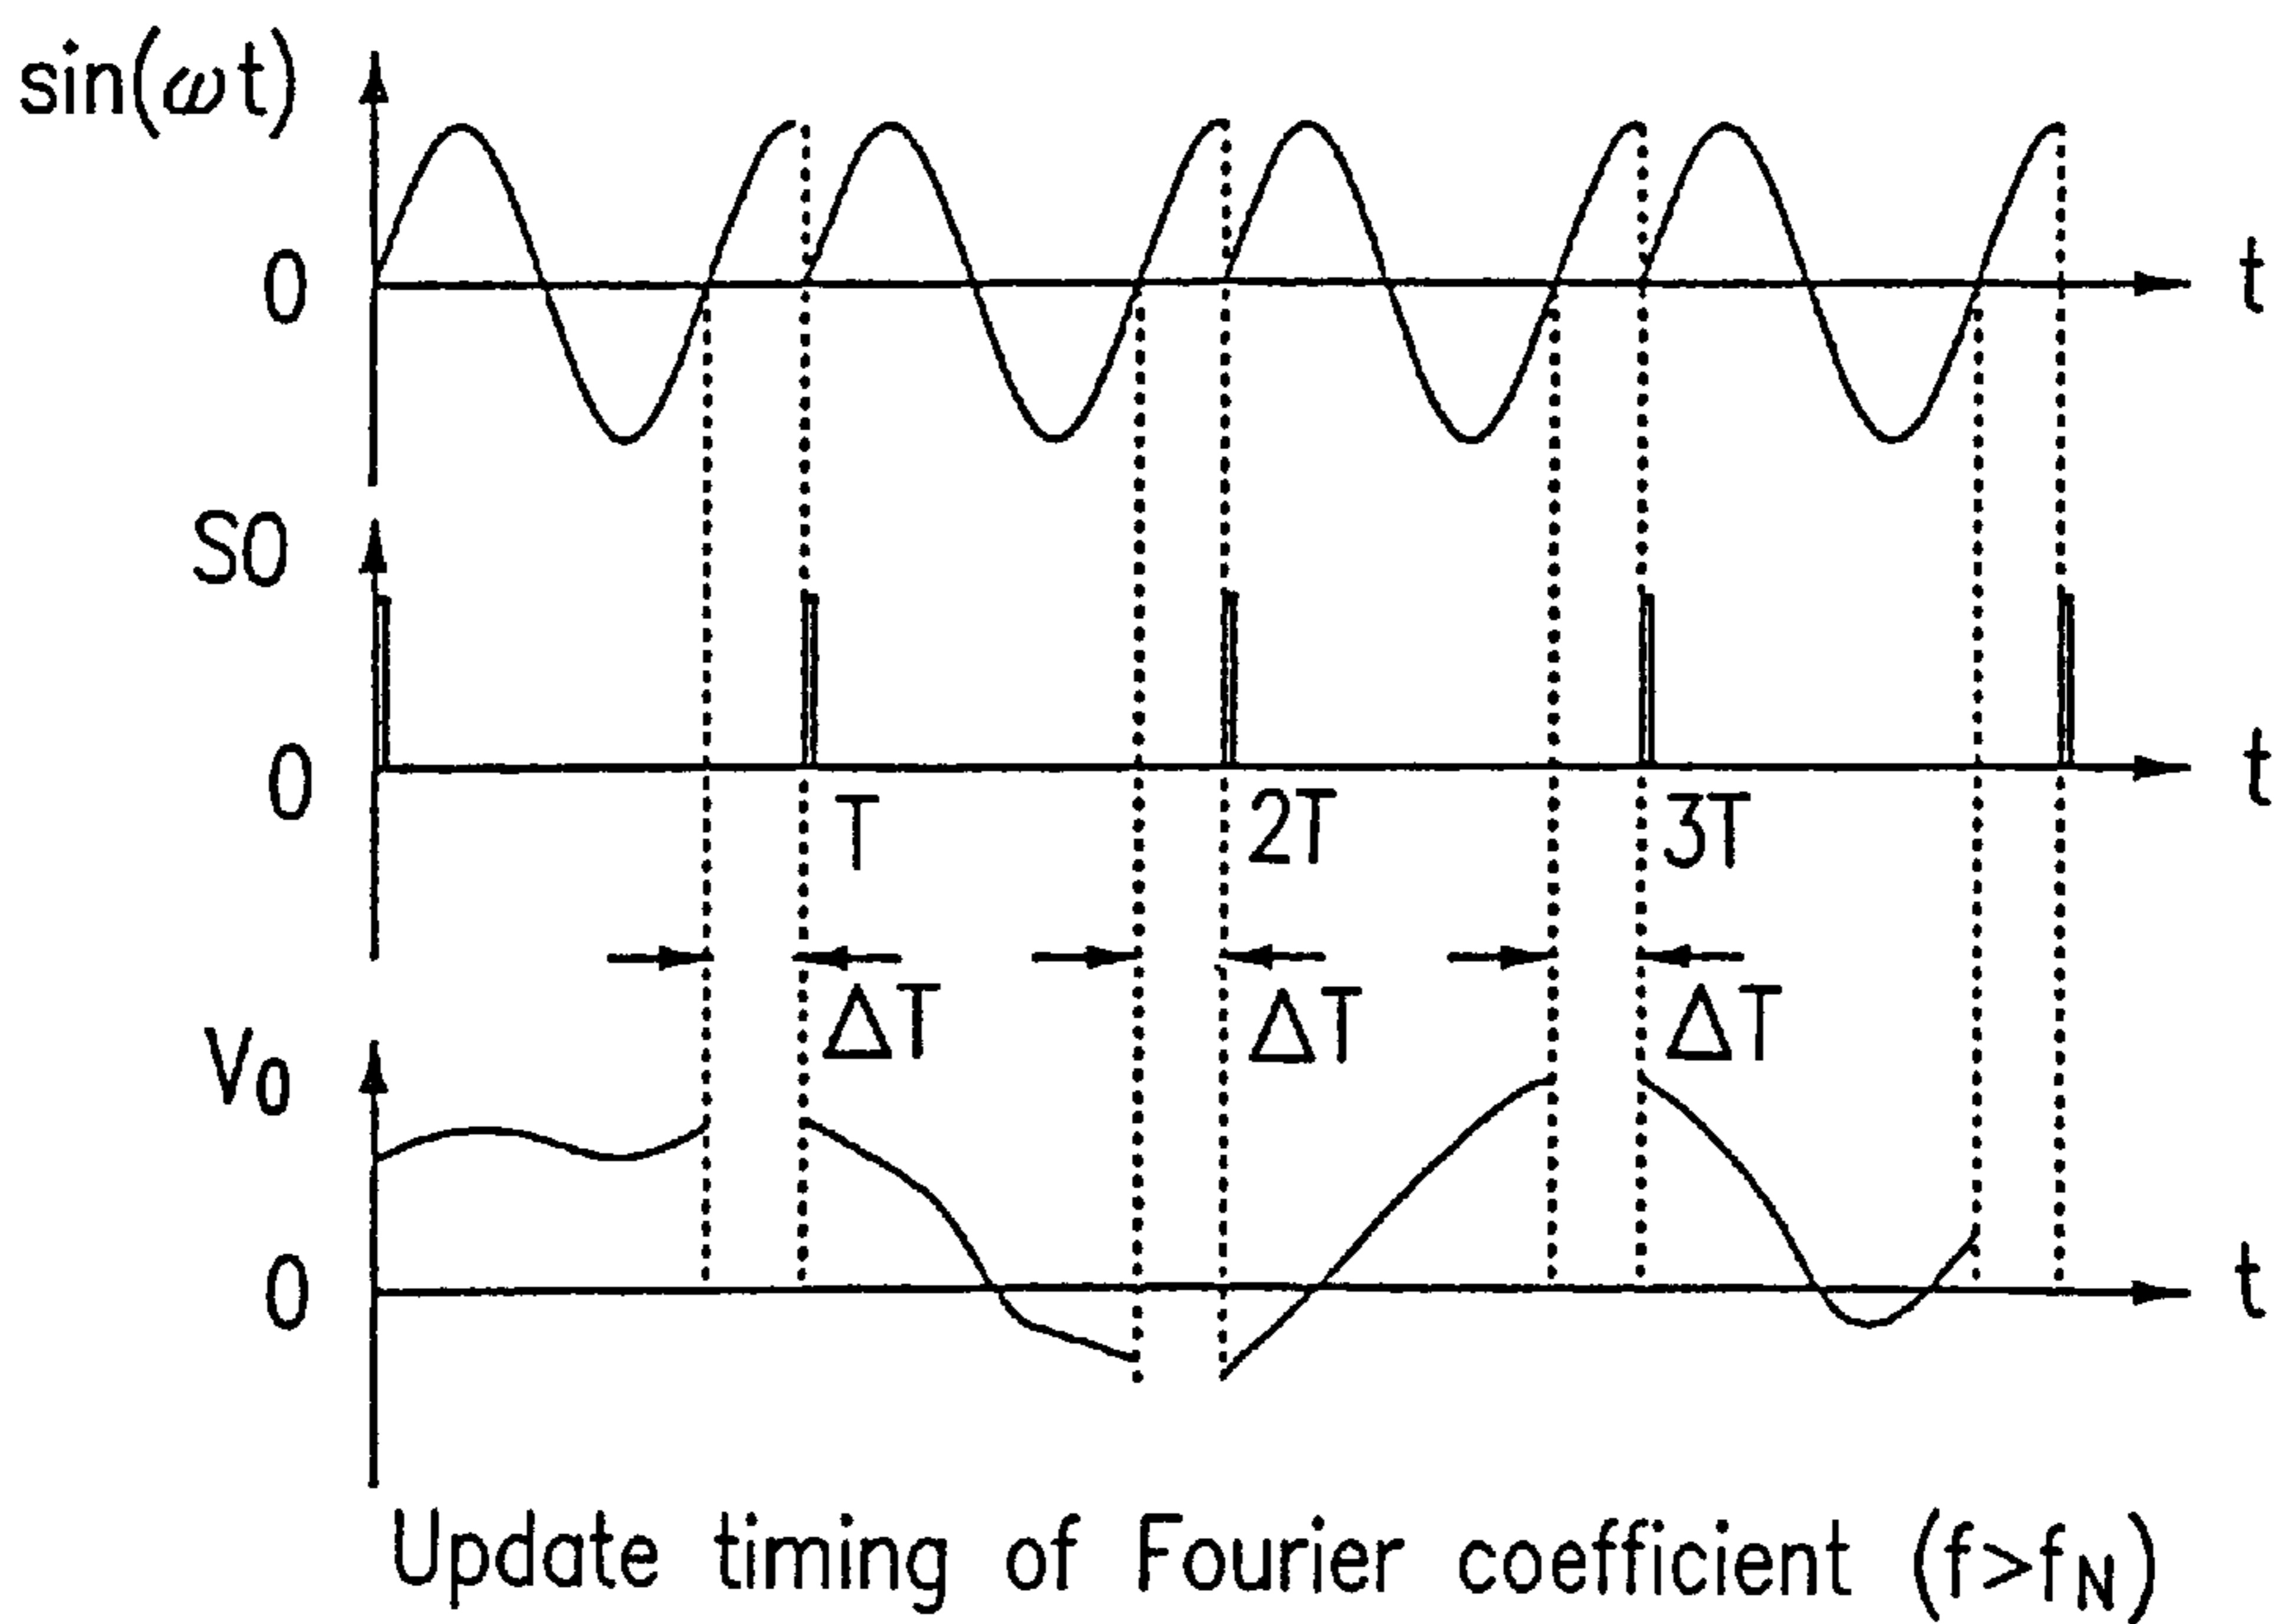 sin(ωt)
0
t
S0
0
t
T
2T
3T
ΔT
ΔT
ΔT
V0
0
t
Update timing of Fourier coefficient (f>fN)